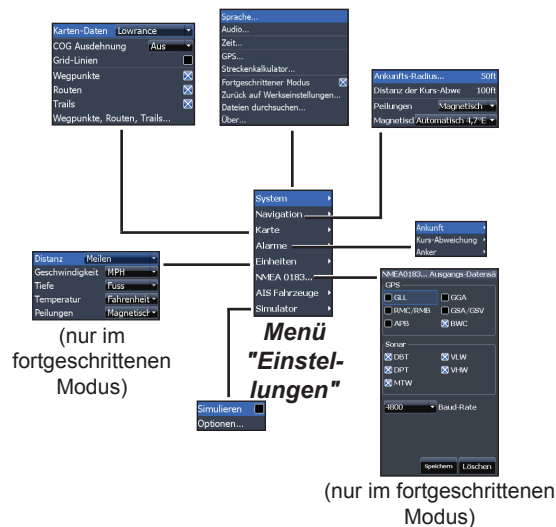 Karten-Daten Lowrance
COG Ausdehnung Aus
Grid-Linien
Wegpunkte
Routen
Trails
Wegpunkte, Routen, Trails...
Sprache...
Audio...
Zeit...
GPS...
Streckenkalkulator...
Fortgeschrittener Modus
Zurück auf Werkseinstellungen...
Dateien durchsuchen...
Über...
Ankunfts-Radius... 50ft
Distanz der Kurs-Abwe 100ft
Peilungen Magnetisch
Magnetisd Automatisch 4,7°E
System
Navigation
Karte
Alarme
Einheiten
NMEA 0183...
AIS Fahrzeuge
Simulator
Ankunft
Kurs-Abweichung
Anker
Distanz Meilen
Geschwindigkeit MPH
Tiefe Fuss
Temperatur Fahrenheit
Peilungen Magnetisch
(nur im
fortgeschrittenen
Modus)
Menü
"Einstel-
lungen"
Simulieren
Optionen...
NMEA0183... Ausgangs-Datensä
GPS
GLL GGA
RMC/RMB GSA/GSV
APB BWC
Sonar
DBT VLW
DPT VHW
MTW
4800 Baud-Rate
Speichern Löschen
(nur im fortgeschrittenen
Modus)